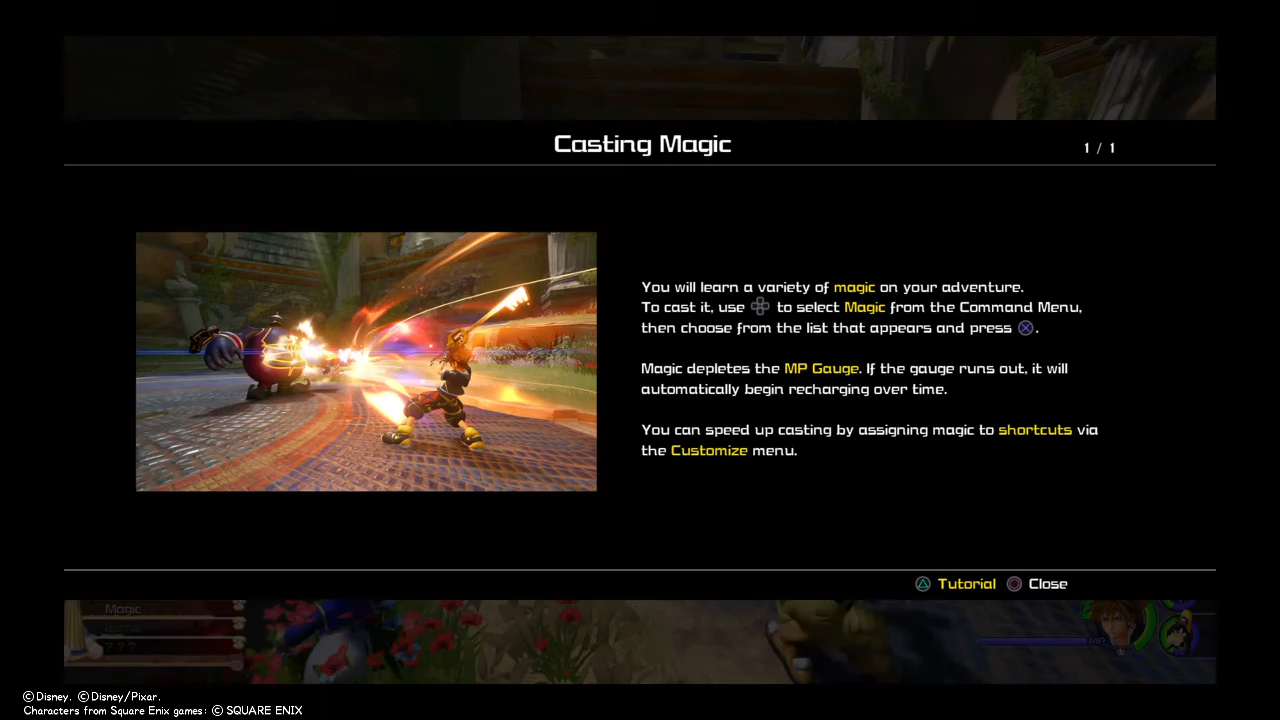 Casting Magic
1 / 1
You will learn a variety of magic on your adventure.
To cast it, use to select Magic from the Command Menu,
then choose from the list that appears and press .
Magic depletes the MP Gauge. If the gauge runs out, it will
automatically begin recharging over time.
You can speed up casting by assigning magic to shortcuts via
the Customize menu.
Tutorial Close
Magic
???
MP
©Disney. ©Disney/Pixar.
Characters from Square Enix games: © SQUARE ENIX